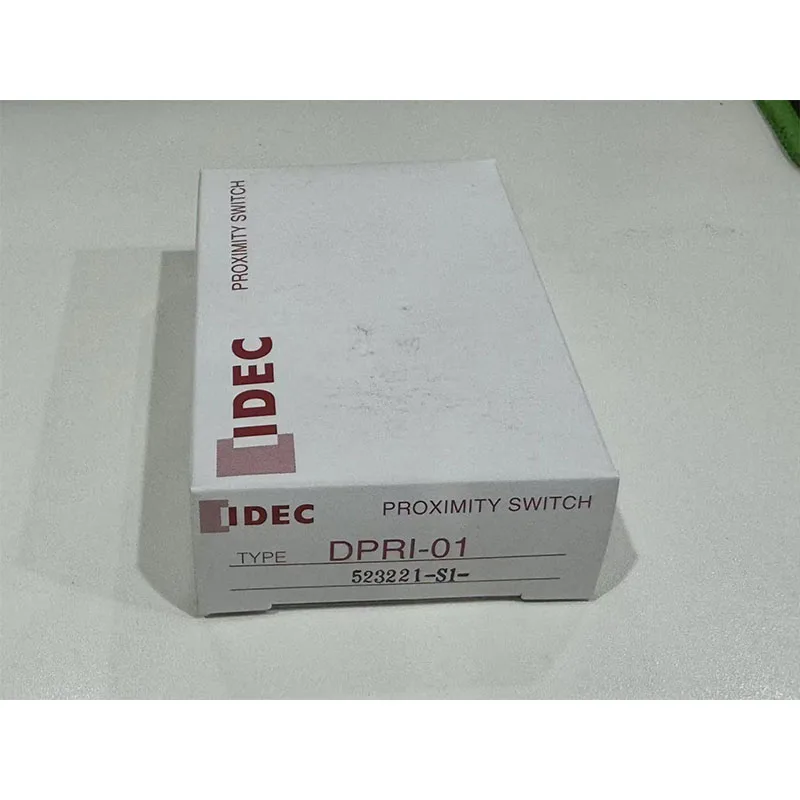 PROXIMITY SWITCH
IDEC
IDEC
PROXIMITY SWITCH
TYPE DPRI-01
523221-S1-